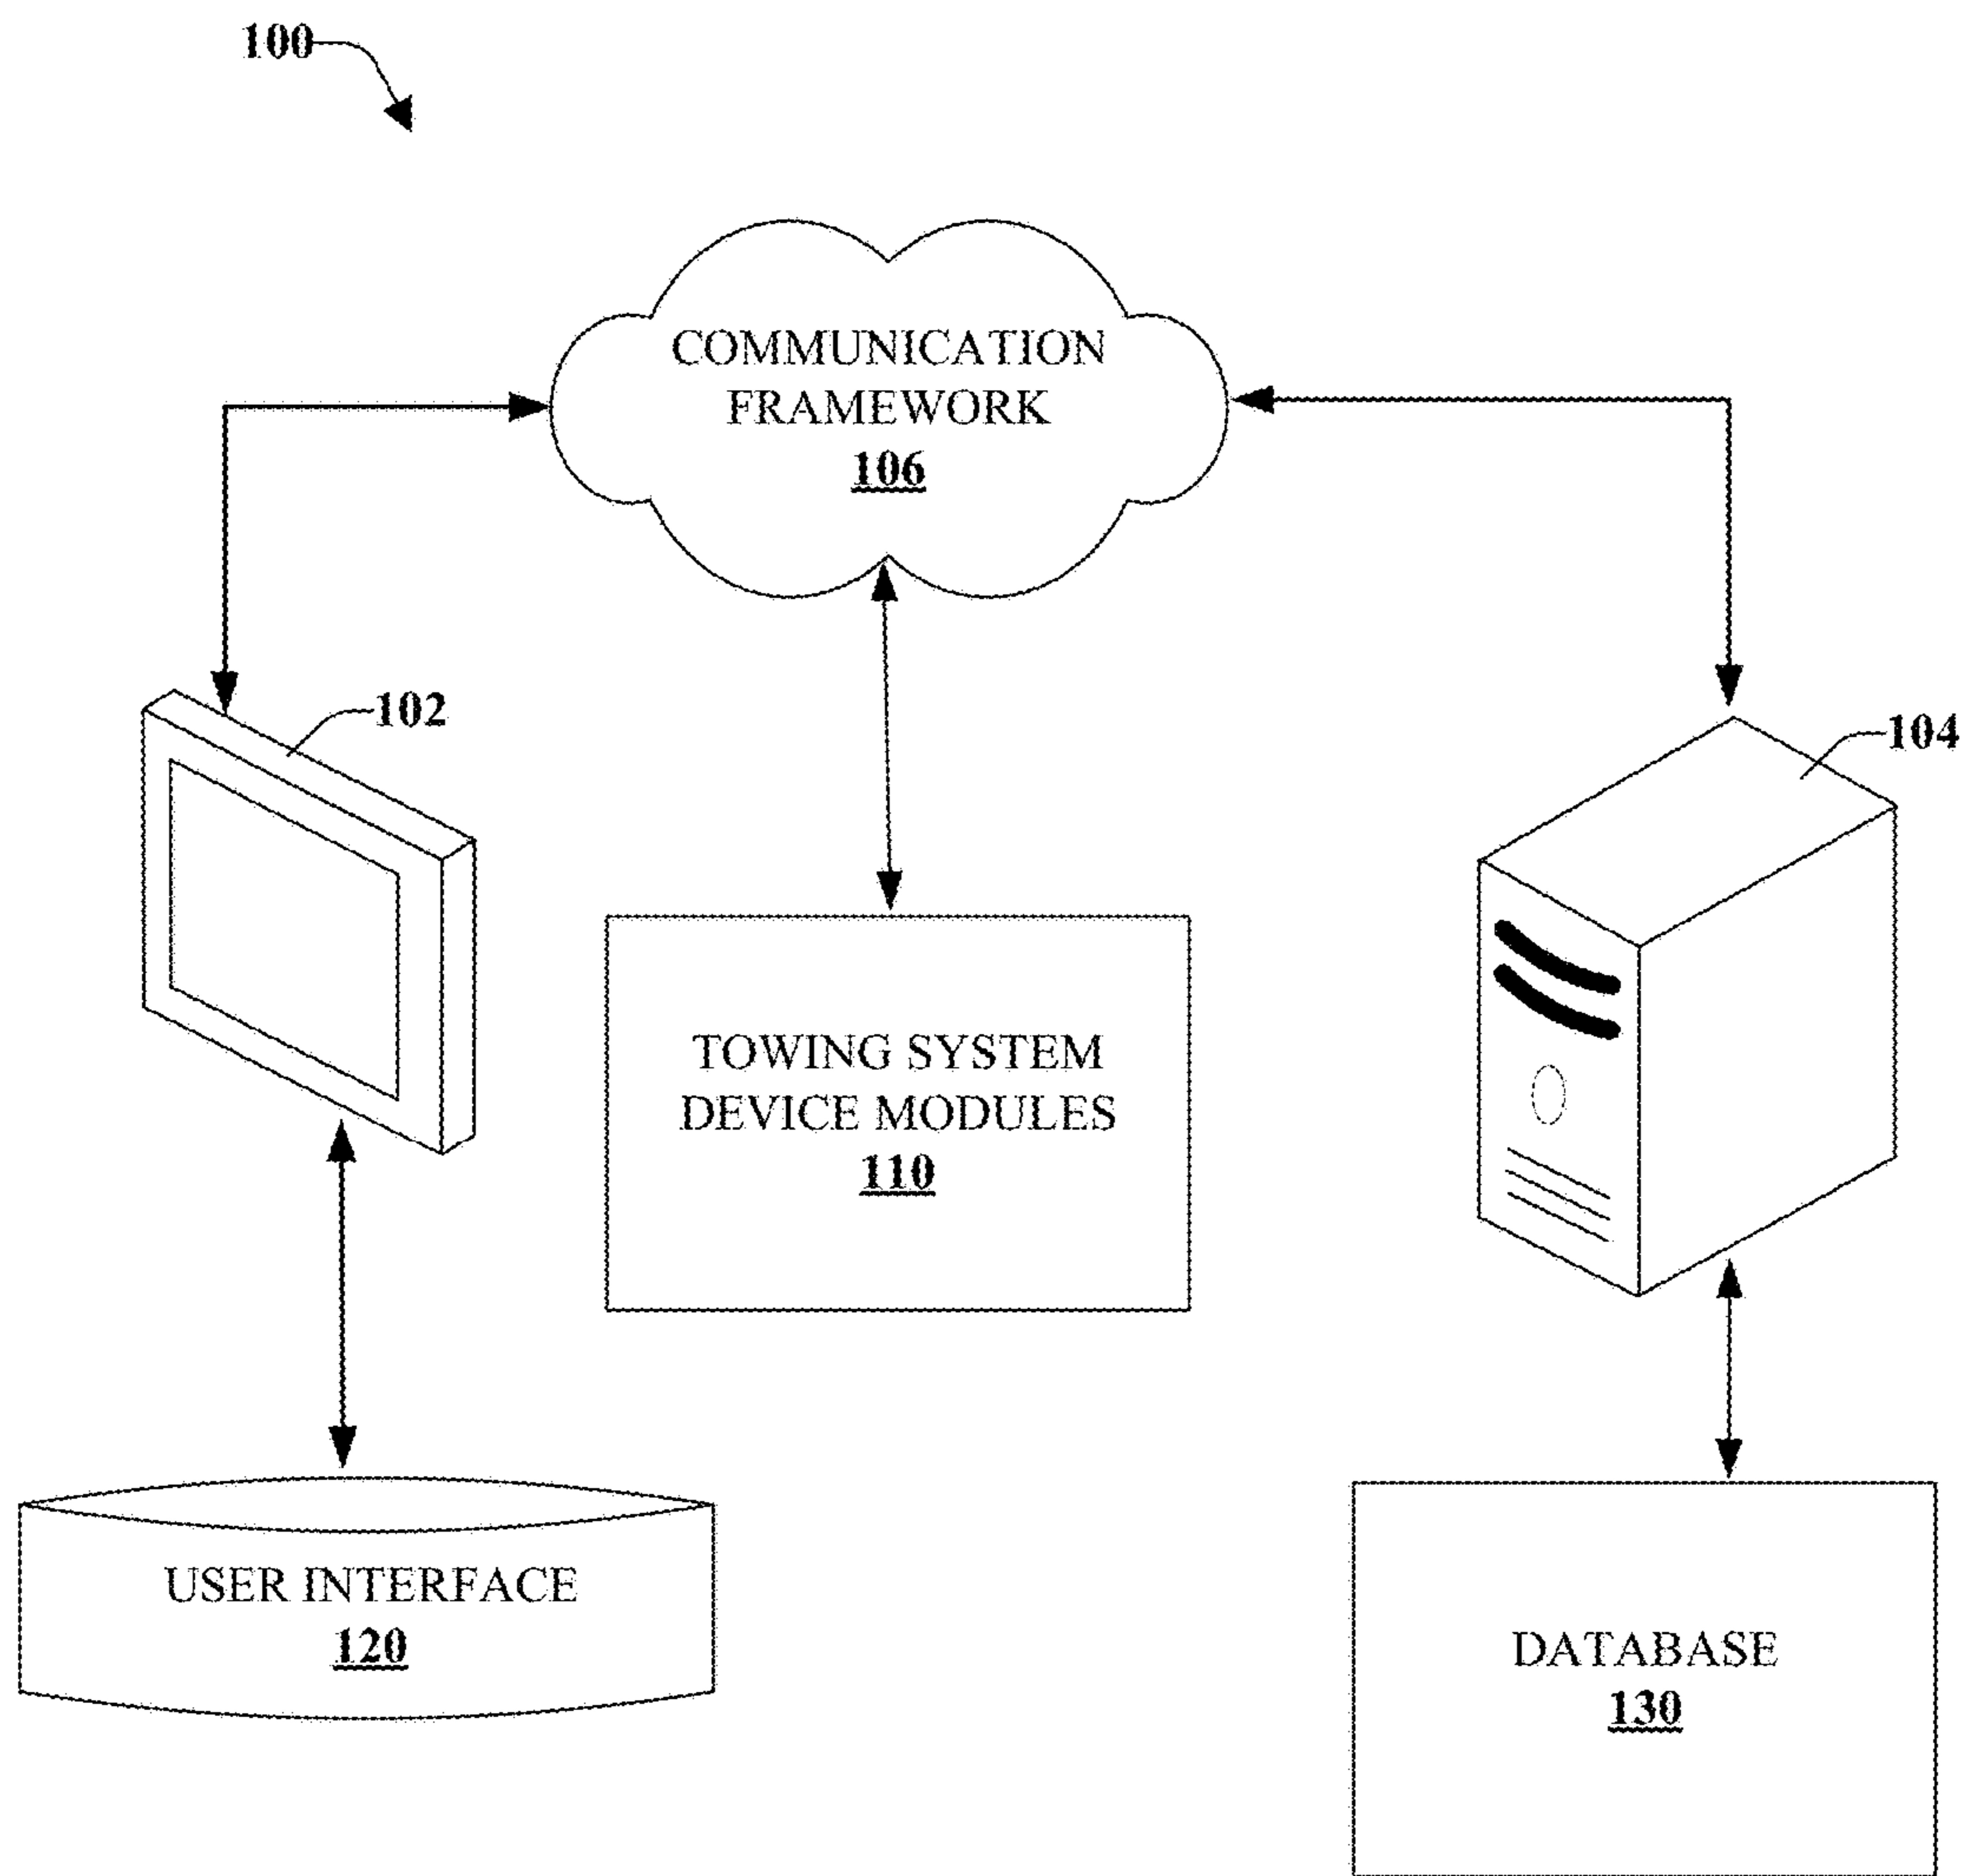 100
COMMUNICATION
FRAMEWORK
106
102
104
TOWING SYSTEM
DEVICE MODULES
110
USER INTERFACE
120
DATABASE
130